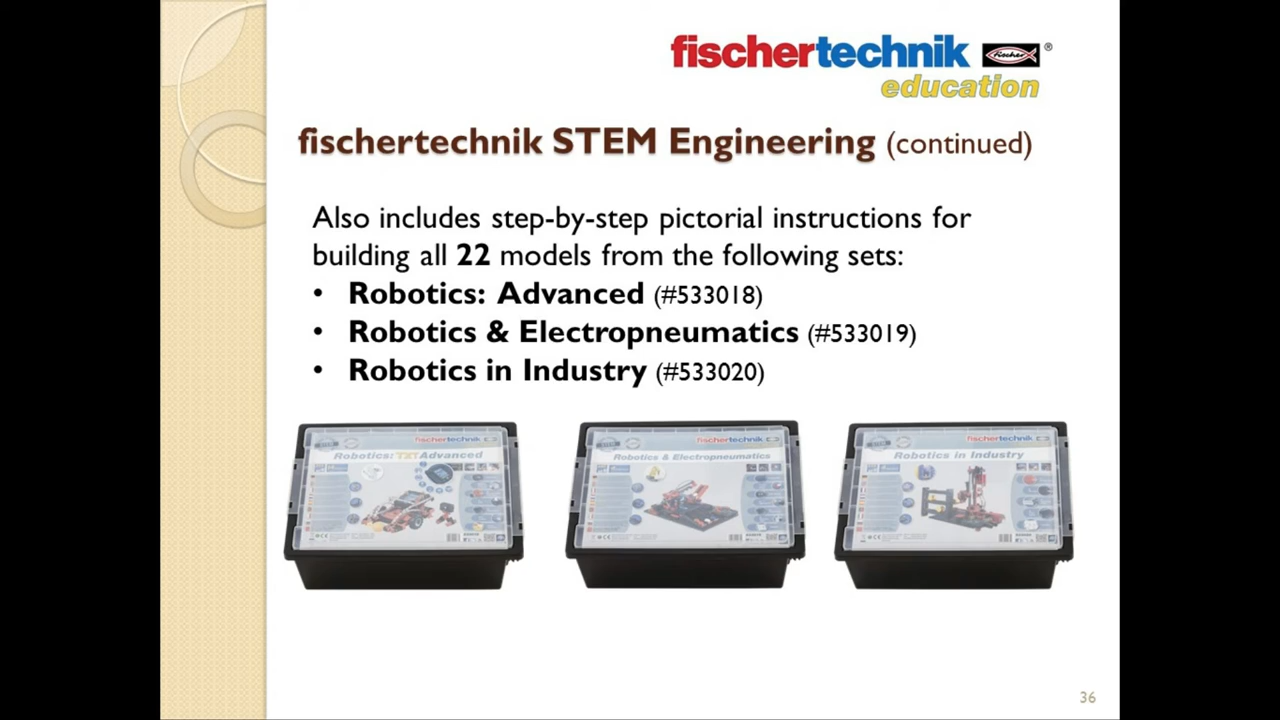 fischertechnik fischer ®
education
fischertechnik STEM Engineering (continued)
Also includes step-by-step pictorial instructions for
building all 22 models from the following sets:
• Robotics: Advanced (#533018)
• Robotics & Electropneumatics (#533019)
• Robotics in Industry (#533020)
fischertechnik
Robotics: TXT Advanced
fischertechnik
Robotics & Electropneumatics
fischertechnik
Robotics in Industry
36